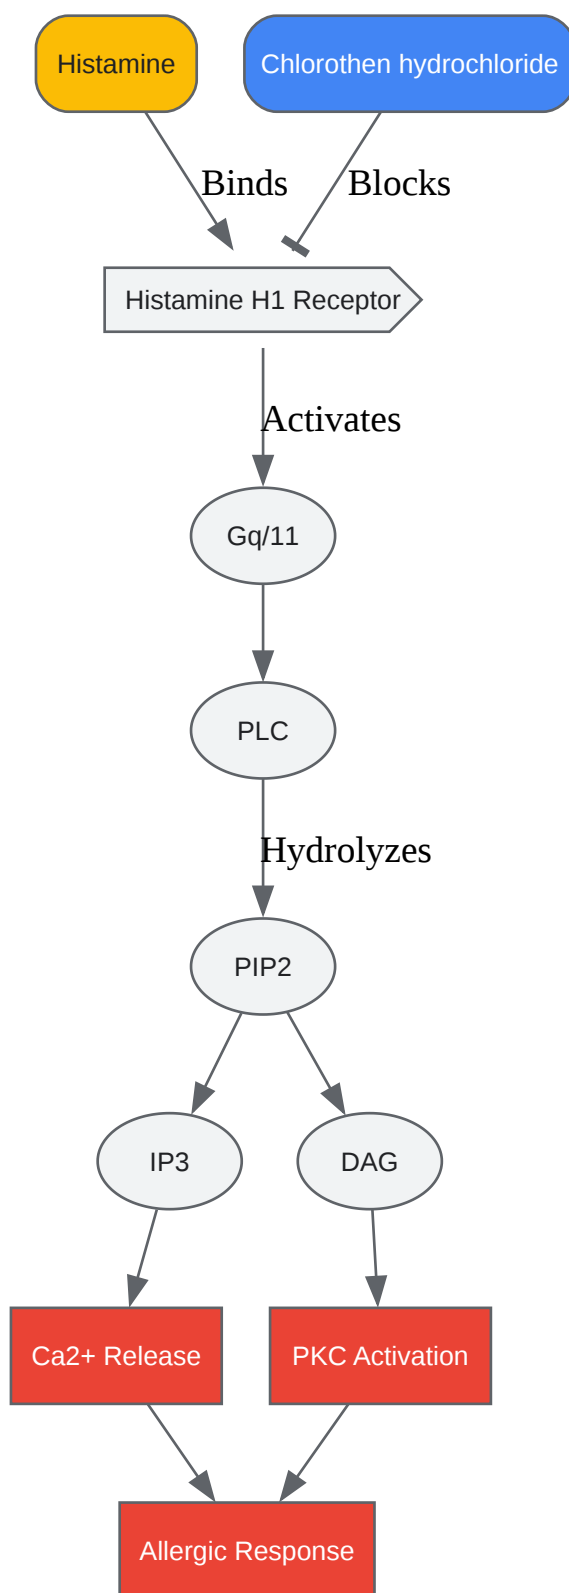 Histamine
Chlorothen hydrochloride
Binds
Blocks
Histamine H1 Receptor
Activates
Gq/11
PLC
Hydrolyzes
PIP2
IP3
DAG
Ca2+ Release
PKC Activation
Allergic Response